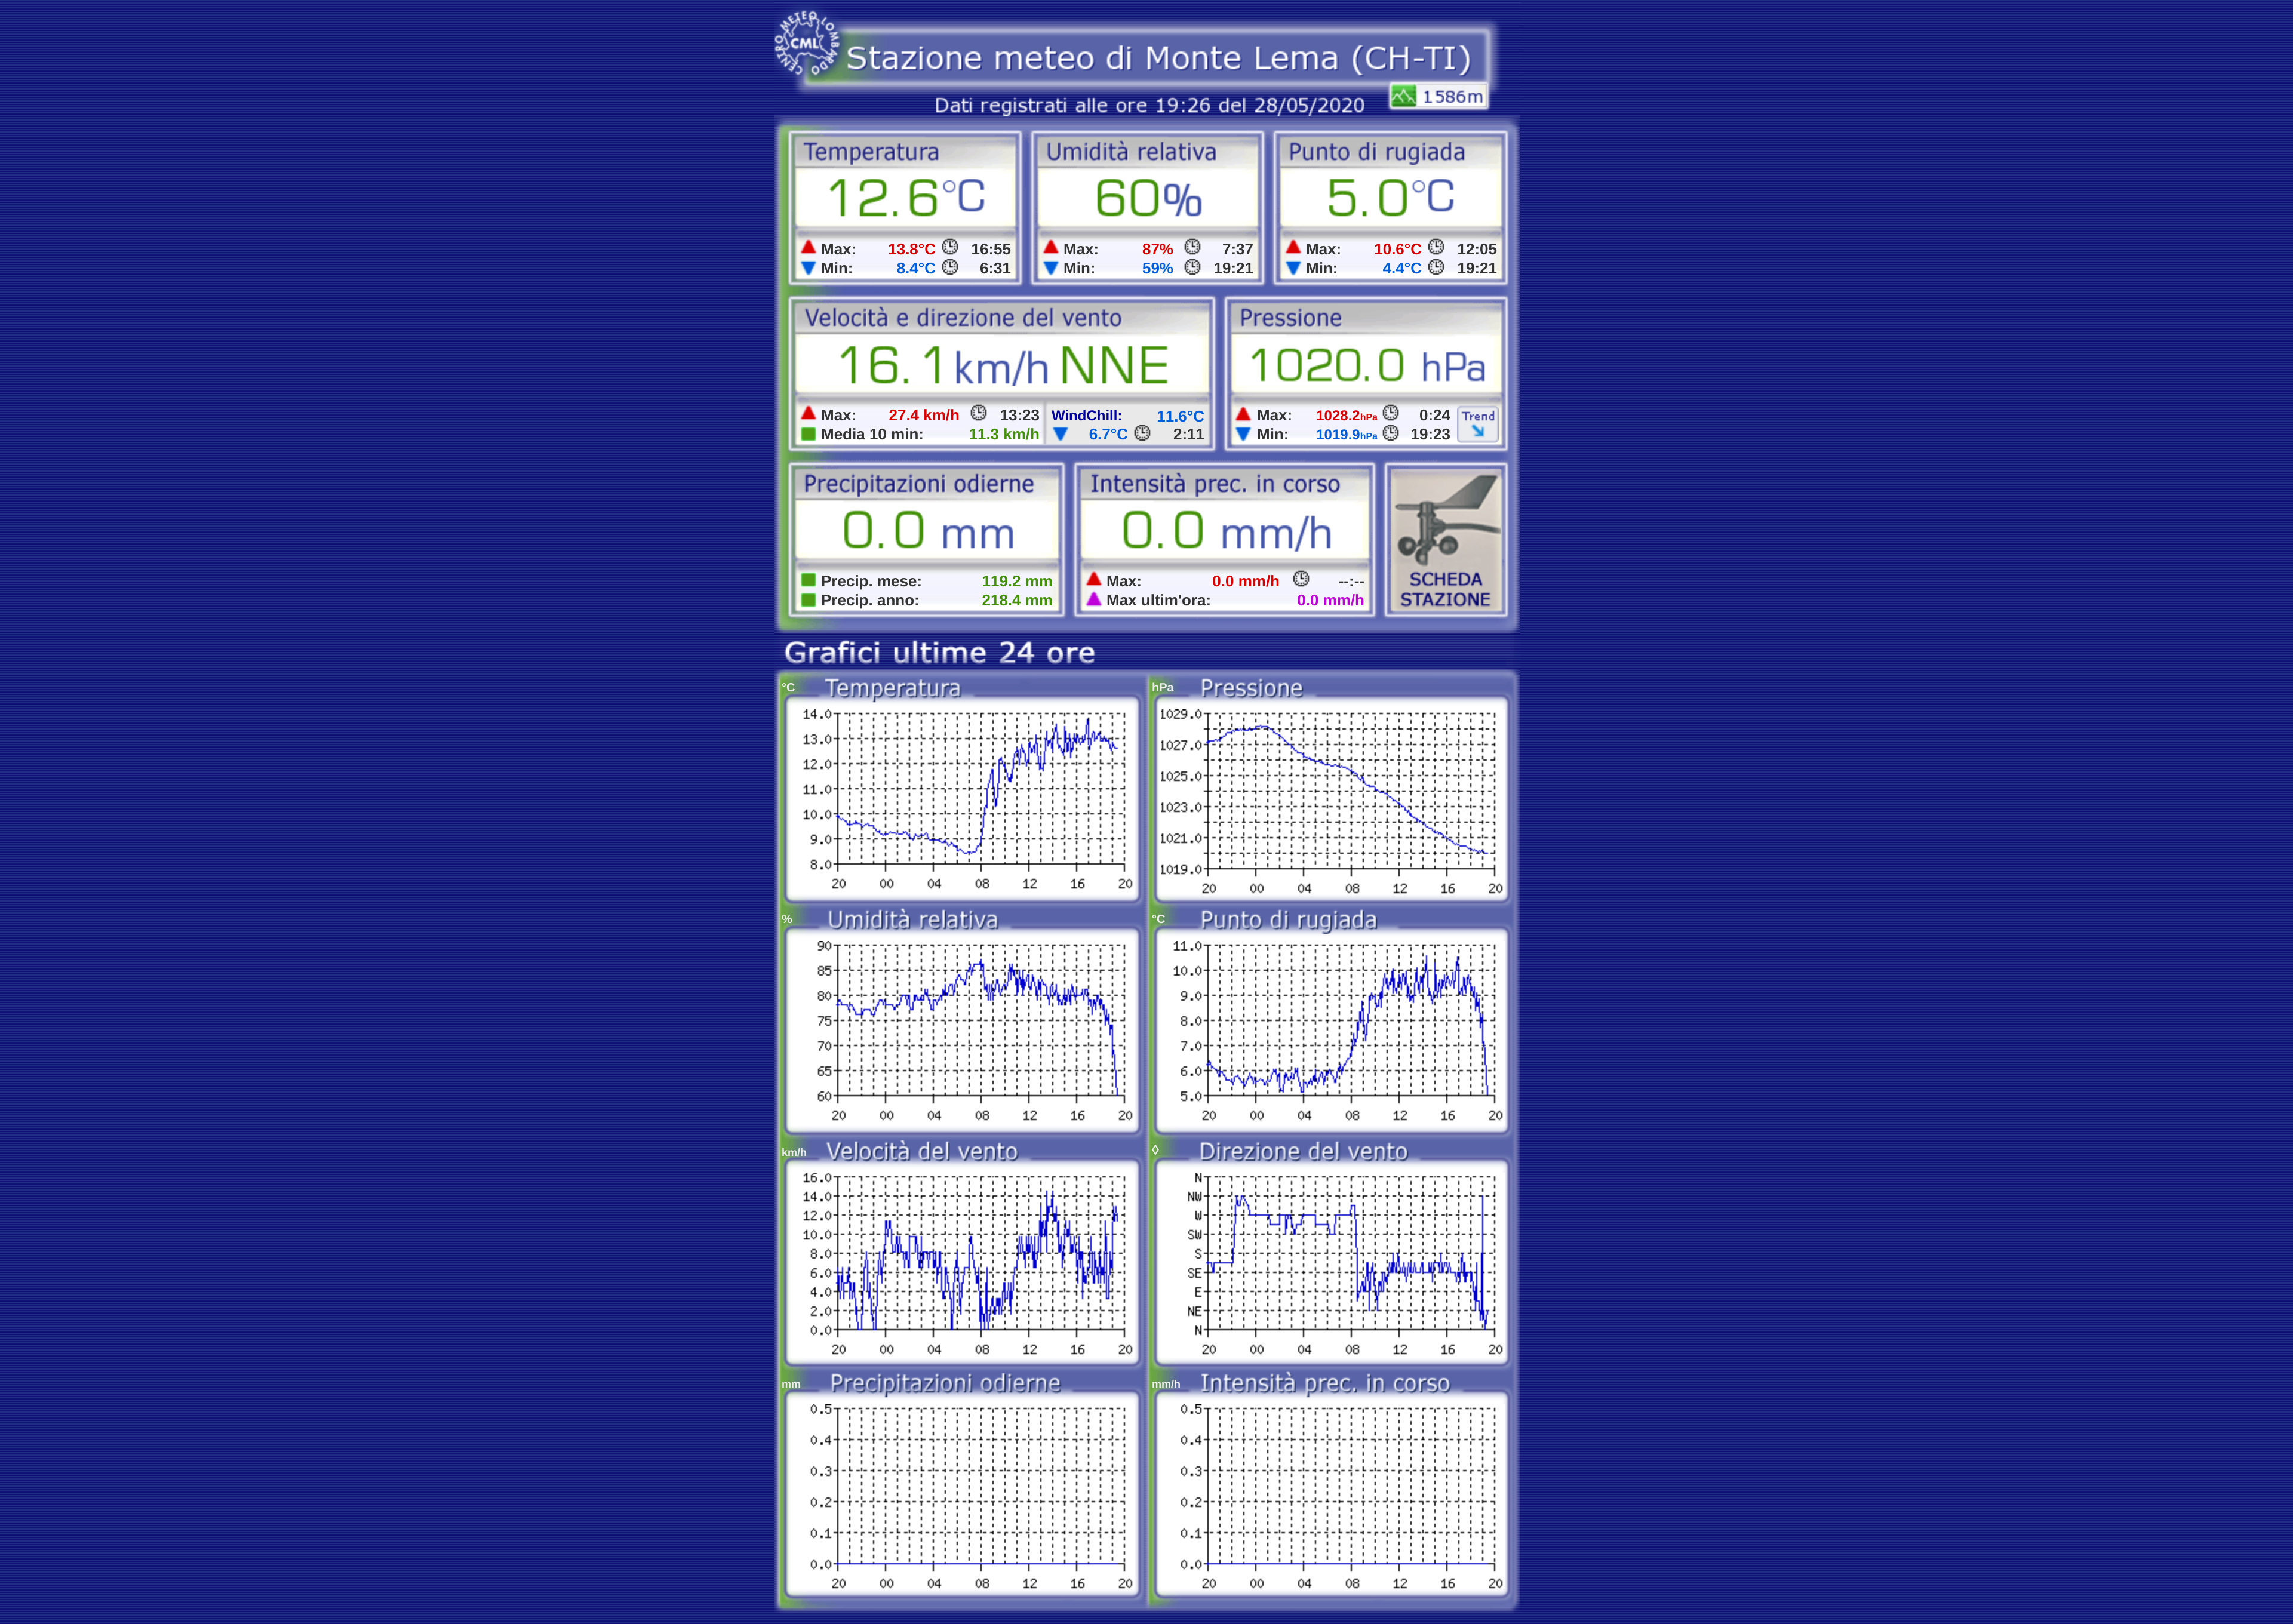 CENTRO METEO LOMBARDO
CML
Stazione meteo di Monte Lema (CH-TI)
1586m
Dati registrati alle ore 19:26 del 28/05/2020
Temperatura
12.6°C
Max: 13.8°C 16:55
Min: 8.4°C 6:31
Umidità relativa
60%
Max: 87% 7:37
Min: 59% 19:21
Punto di rugiada
5.0°C
Max: 10.6°C 12:05
Min: 4.4°C 19:21
Velocità e direzione del vento
16.1 km/h NNE
Max: 27.4 km/h 13:23
Media 10 min: 11.3 km/h
WindChill: 11.6°C
6.7°C 2:11
Pressione
1020.0 hPa
Max: 1028.2hPa 0:24
Min: 1019.9hPa 19:23
Trend
Precipitazioni odierne
0.0 mm
Precip. mese: 119.2 mm
Precip. anno: 218.4 mm
Intensità prec. in corso
0.0 mm/h
Max: 0.0 mm/h --:--
Max ultim'ora: 0.0 mm/h
SCHEDA
STAZIONE
Grafici ultime 24 ore
°C Temperatura
14.0
13.0
12.0
11.0
10.0
9.0
8.0
20 00 04 08 12 16 20
hPa Pressione
1029.0
1027.0
1025.0
1023.0
1021.0
1019.0
20 00 04 08 12 16 20
% Umidità relativa
90
85
80
75
70
65
60
20 00 04 08 12 16 20
°C Punto di rugiada
11.0
10.0
9.0
8.0
7.0
6.0
5.0
20 00 04 08 12 16 20
km/h Velocità del vento
16.0
14.0
12.0
10.0
8.0
6.0
4.0
2.0
0.0
20 00 04 08 12 16 20
◊ Direzione del vento
N
NW
W
SW
S
SE
E
NE
N
20 00 04 08 12 16 20
mm Precipitazioni odierne
0.5
0.4
0.3
0.2
0.1
0.0
20 00 04 08 12 16 20
mm/h Intensità prec. in corso
0.5
0.4
0.3
0.2
0.1
0.0
20 00 04 08 12 16 20